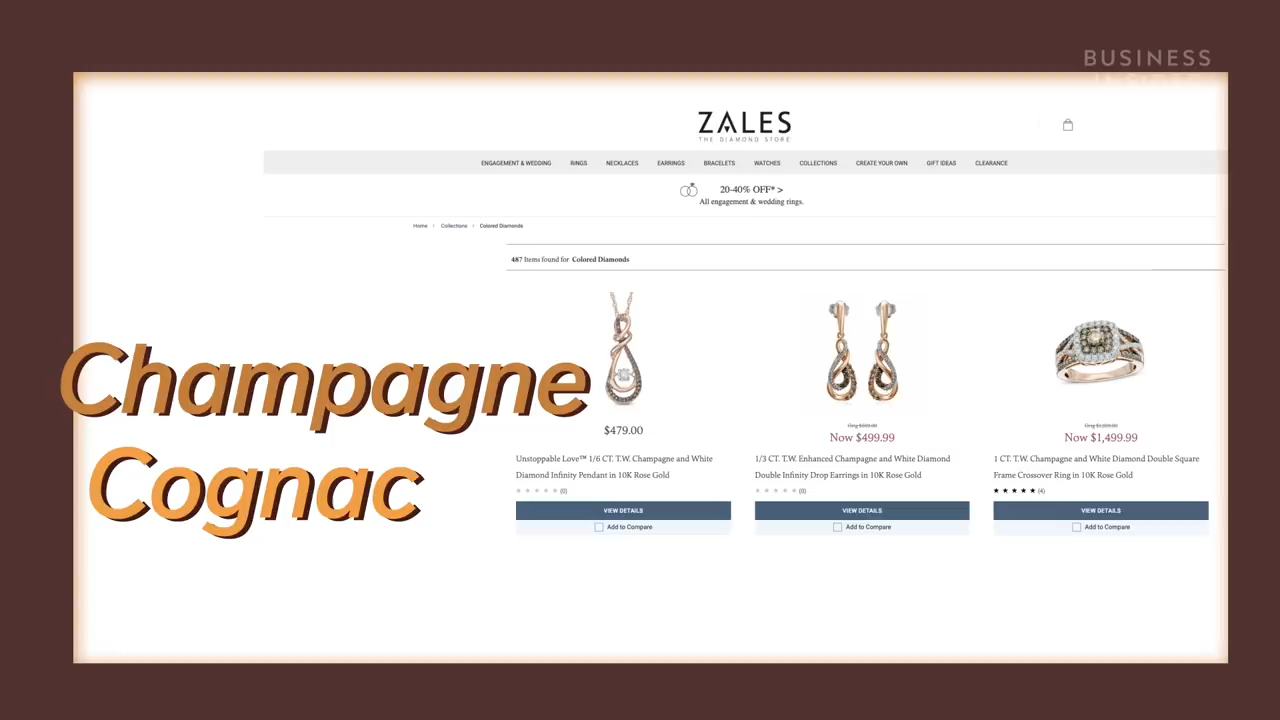 BUSINESS
ZALES
THE DIAMOND STORE
ENGAGEMENT & WEDDING RINGS NECKLACES EARRINGS BRACELETS WATCHES COLLECTIONS CREATE YOUR OWN GIFT IDEAS CLEARANCE
20-40% OFF* >
All engagement & wedding rings.
Home › Collections › Colored Diamonds
487 Items found for Colored Diamonds
Champagne
Cognac
$479.00
Unstoppable Love™ 1/6 CT. T.W. Champagne and White
Diamond Infinity Pendant in 10K Rose Gold
(0)
VIEW DETAILS
Add to Compare
Now $499.99
1/3 CT. T.W. Enhanced Champagne and White Diamond
Double Infinity Drop Earrings in 10K Rose Gold
(0)
VIEW DETAILS
Add to Compare
Now $1,499.99
1 CT. T.W. Champagne and White Diamond Double Square
Frame Crossover Ring in 10K Rose Gold
(4)
VIEW DETAILS
Add to Compare